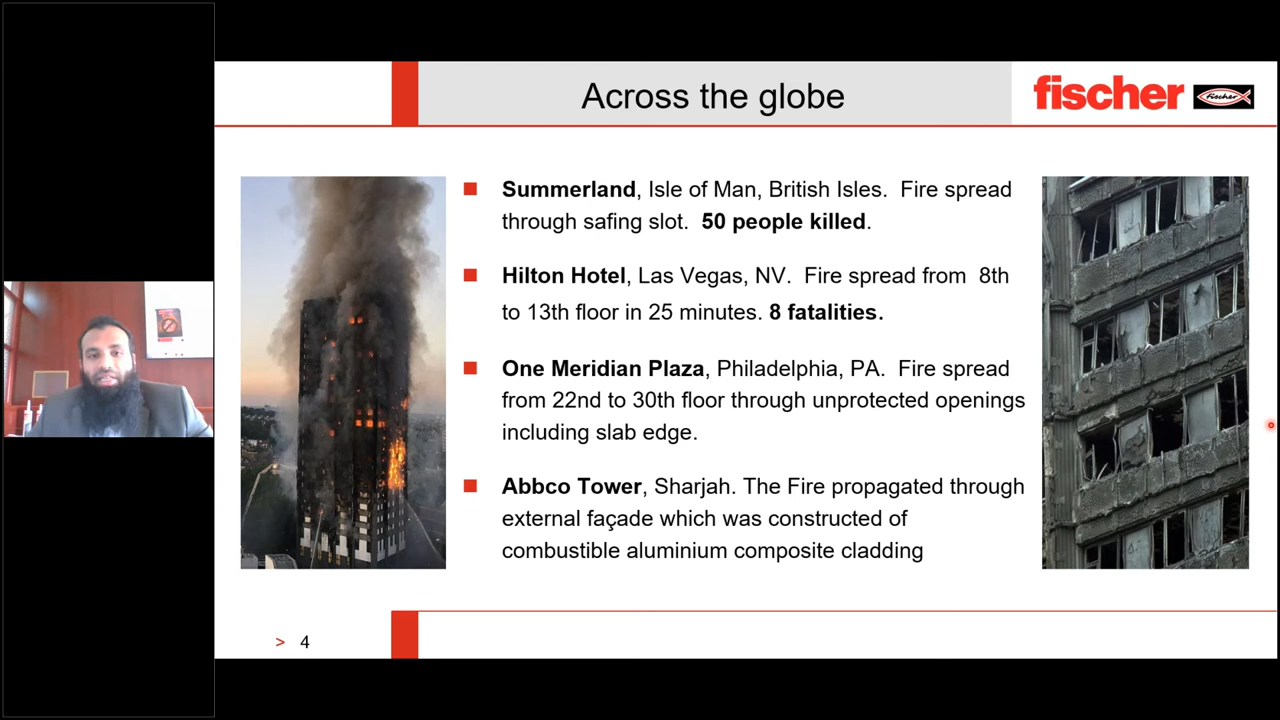 Across the globe
fischer
fischer
Summerland, Isle of Man, British Isles. Fire spread
through safing slot. 50 people killed.
Hilton Hotel, Las Vegas, NV. Fire spread from 8th
to 13th floor in 25 minutes. 8 fatalities.
One Meridian Plaza, Philadelphia, PA. Fire spread
from 22nd to 30th floor through unprotected openings
including slab edge.
Abbco Tower, Sharjah. The Fire propagated through
external façade which was constructed of
combustible aluminium composite cladding
> 4